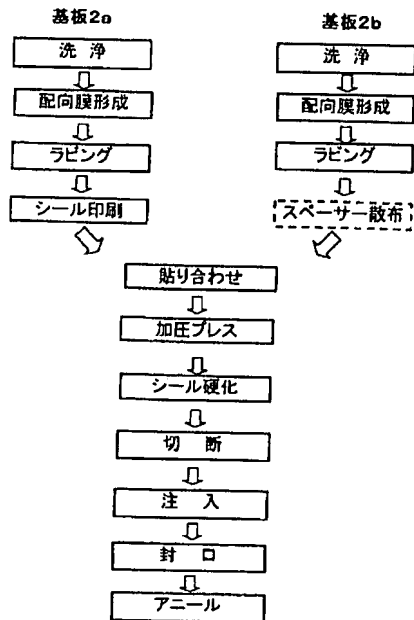 基板2a
洗 浄
配向膜形成
ラビング
シール印刷
基板2b
洗 浄
配向膜形成
ラビング
スペーサー散布
貼り合わせ
加圧プレス
シール硬化
切 断
注 入
封 口
アニール